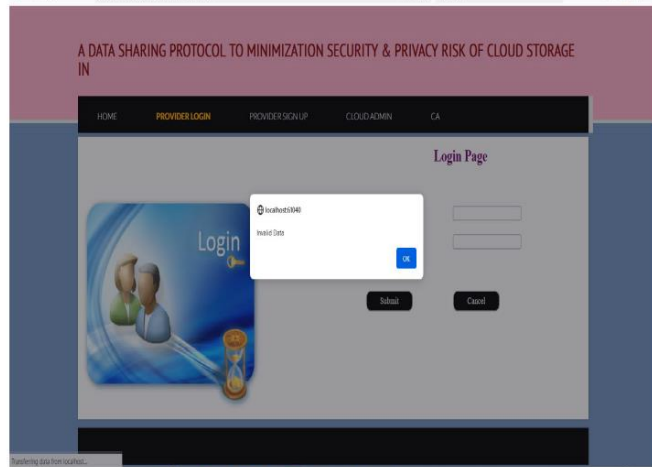 A DATA SHARING PROTOCOL TO MINIMIZATION SECURITY & PRIVACY RISK OF CLOUD STORAGE
IN
HOME PROVIDER LOGIN PROVIDER SIGN UP CLOUD ADMIN CA
Login Page
localhost:61040
Invalid Data
OK
Login
Submit Cancel
Transferring data from localhost...